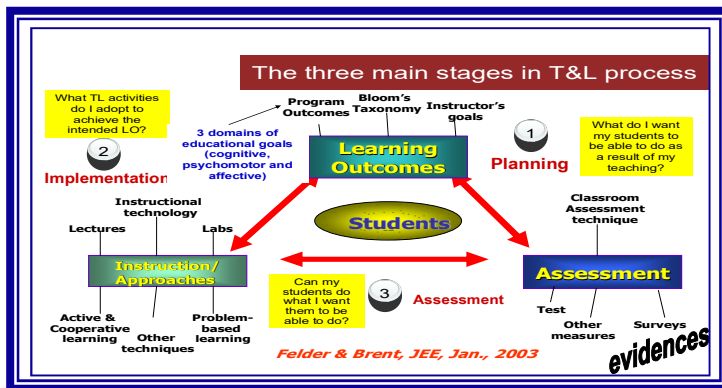 The three main stages in T&L process
What TL activities
do I adopt to
achieve the
intended LO?
2
Implementation
3 domains of
educational goals
(cognitive,
psychomotor and
affective)
Program
Outcomes
Bloom's
Taxonomy
Instructor's
goals
Learning
Outcomes
1
Planning
What do I want
my students to
be able to do as
a result of my
teaching?
Students
Instructional
technology
Lectures
Labs
Instruction/
Approaches
Active &
Cooperative
learning
Other
techniques
Problem-
based
learning
Can my
students do
what I want
them to be
able to do?
3
Assessment
Classroom
Assessment
technique
Assessment
Test
Other
measures
Surveys
evidences
Felder & Brent, JEE, Jan., 2003